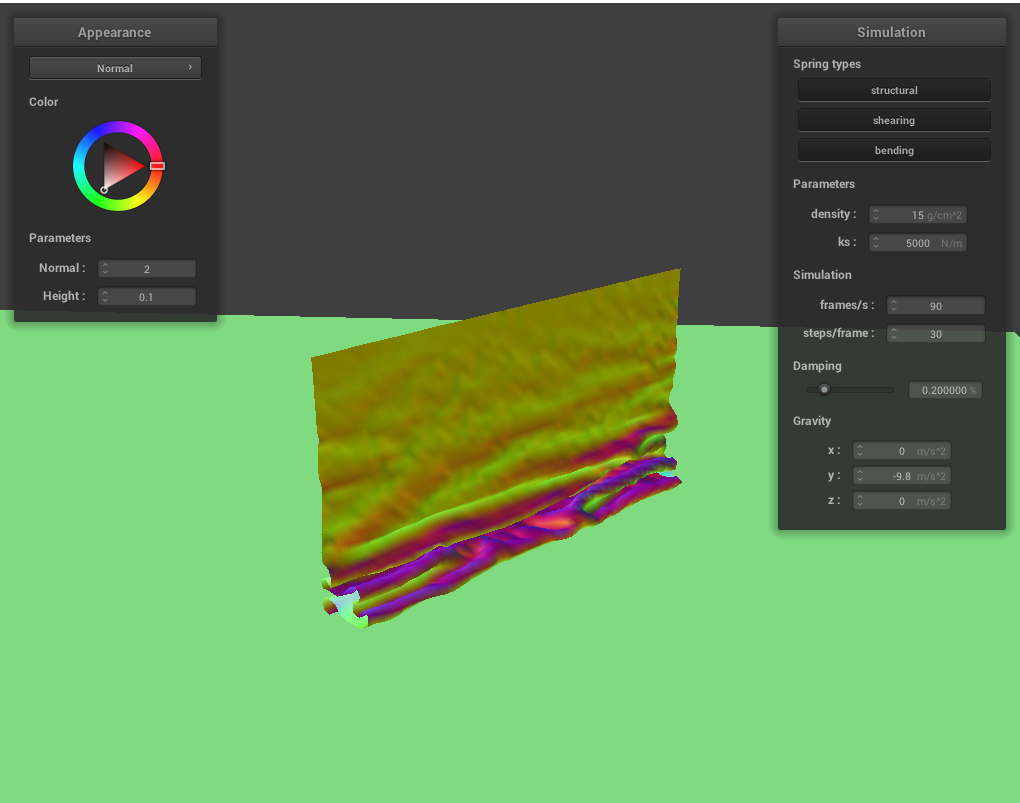 Appearance
Normal ›
Color
Parameters
Normal : 2
Height : 0.1
Simulation
Spring types
structural
shearing
bending
Parameters
density : 15 g/cm^2
ks : 5000 N/m
Simulation
frames/s : 90
steps/frame : 30
Damping
0.200000 %
Gravity
x : 0 m/s^2
y : -9.8 m/s^2
z : 0 m/s^2